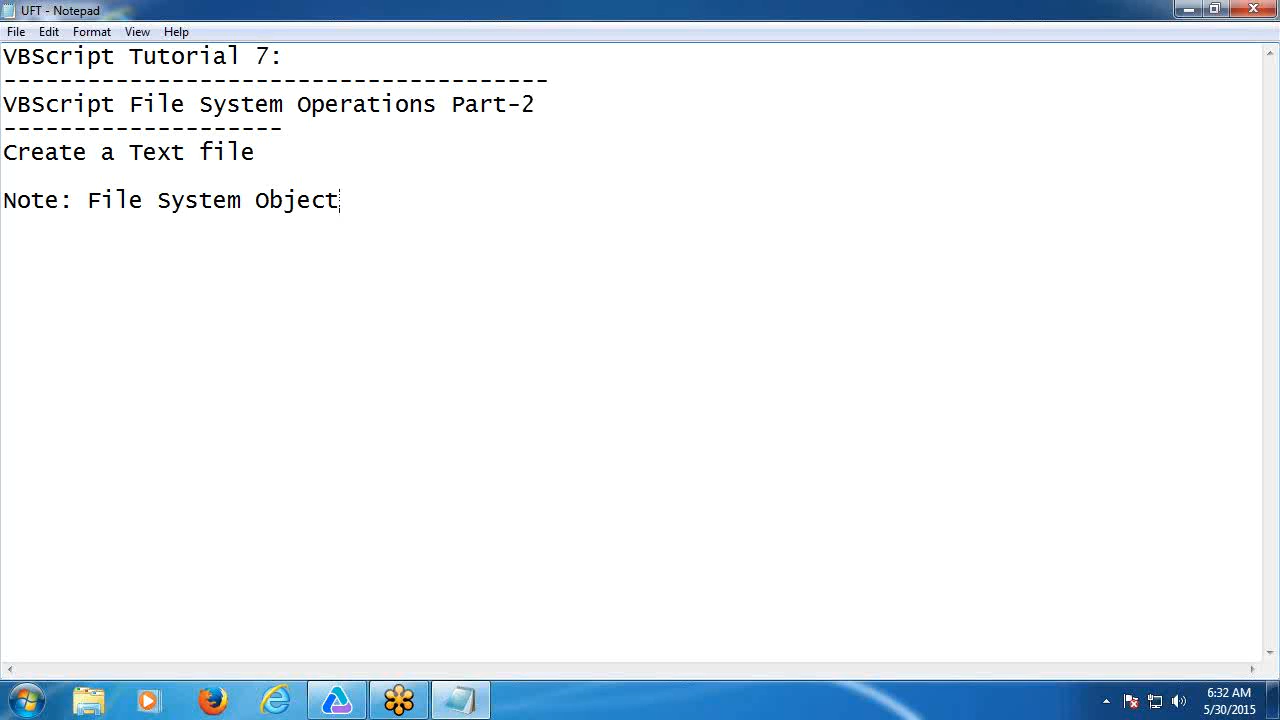 UFT - Notepad
File Edit Format View Help
VBScript Tutorial 7:
---------------------------------------
VBScript File System Operations Part-2
--------------------
Create a Text file
Note: File System Object
6:32 AM
5/30/2015